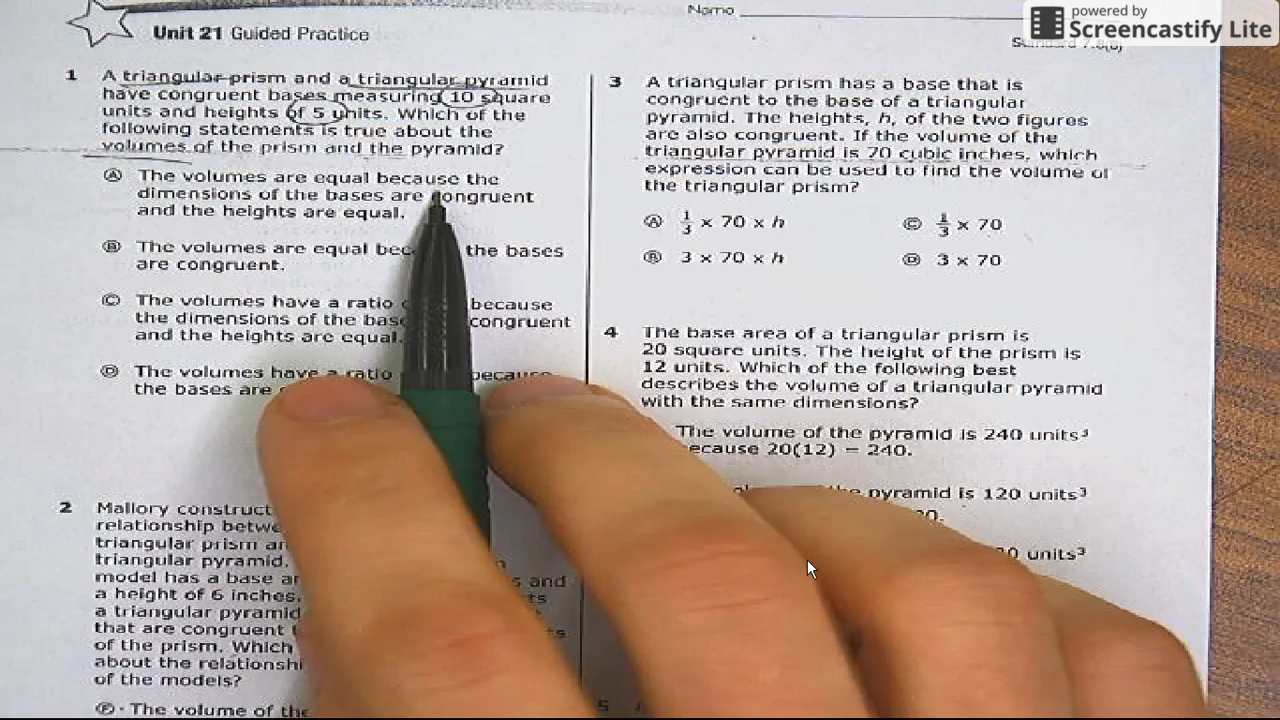 Name
powered by
Screencastify Lite
Unit 21 Guided Practice
1 A triangular prism and a triangular pyramid
have congruent bases measuring 10 square
units and heights of 5 units. Which of the
following statements is true about the
volumes of the prism and the pyramid?
A The volumes are equal because the
dimensions of the bases are congruent
and the heights are equal.
B The volumes are equal bec the bases
are congruent.
C The volumes have a ratio because
the dimensions of the congruent
and the heights are equal.
D The volumes have a ratio because
the bases are
2 Mallory construct
relationship betwe
triangular prism an
triangular pyramid.
model has a base ar s and
a height of 6 inches.
a triangular pyramid
that are congruent
of the prism. Which
about the relationshi
of the models?
F The volume of the
3 A triangular prism has a base that is
congruent to the base of a triangular
pyramid. The heights, h, of the two figures
are also congruent. If the volume of the
triangular pyramid is 70 cubic inches, which
expression can be used to find the volume of
the triangular prism?
A 1/3 × 70 × h C 1/3 × 70
B 3 × 70 × h D 3 × 70
4 The base area of a triangular prism is
20 square units. The height of the prism is
12 units. Which of the following best
describes the volume of a triangular pyramid
with the same dimensions?
The volume of the pyramid is 240 units³
ecause 20(12) = 240.
pyramid is 120 units³
0 units³
5